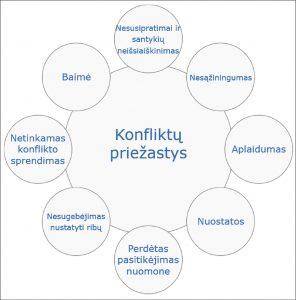 Nesusipratimai ir
santykių
neišsiaiškinimas
Baimė
Nesąžiningumas
Konfliktų
priežastys
Netinkamas
konflikto
sprendimas
Aplaidumas
Nesugebėjimas
nustatyti ribų
Nuostatos
Perdėtas
pasitikėjimas
nuomone